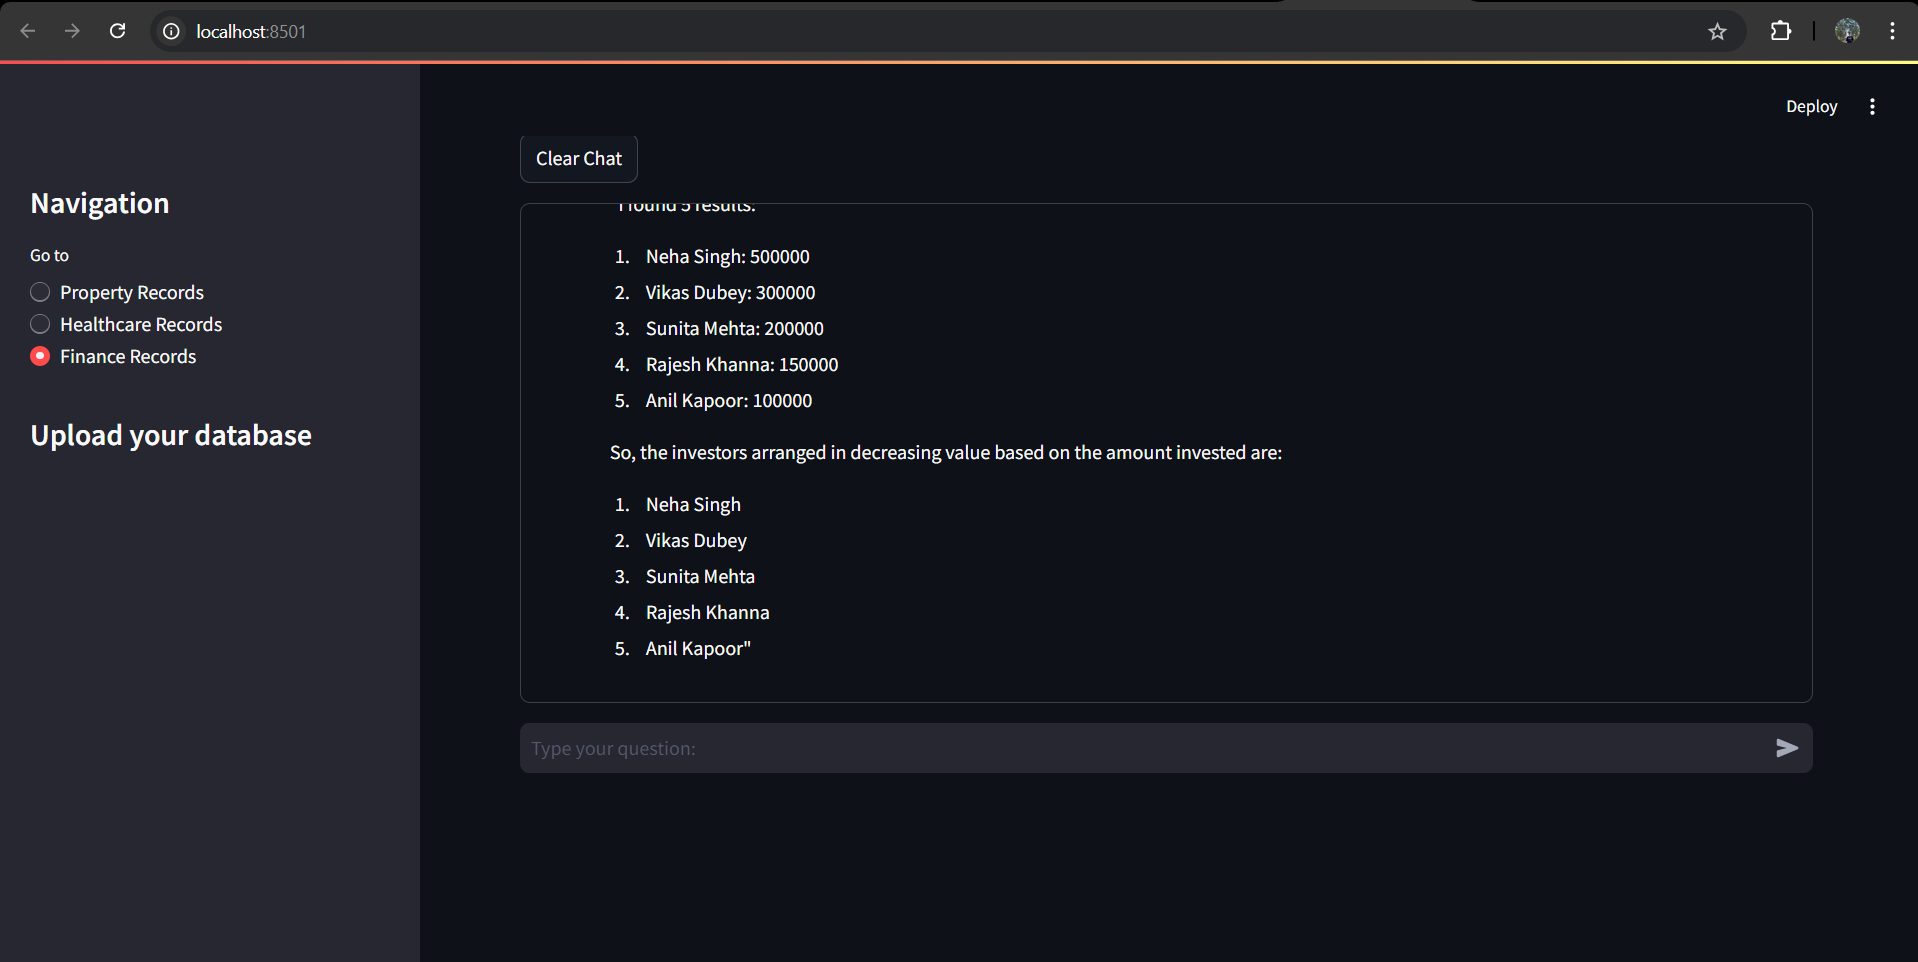 localhost:8501
Deploy
Navigation
Go to
Property Records
Healthcare Records
Finance Records
Upload your database
Clear Chat
I found 5 results:
1. Neha Singh: 500000
2. Vikas Dubey: 300000
3. Sunita Mehta: 200000
4. Rajesh Khanna: 150000
5. Anil Kapoor: 100000
So, the investors arranged in decreasing value based on the amount invested are:
1. Neha Singh
2. Vikas Dubey
3. Sunita Mehta
4. Rajesh Khanna
5. Anil Kapoor"
Type your question: